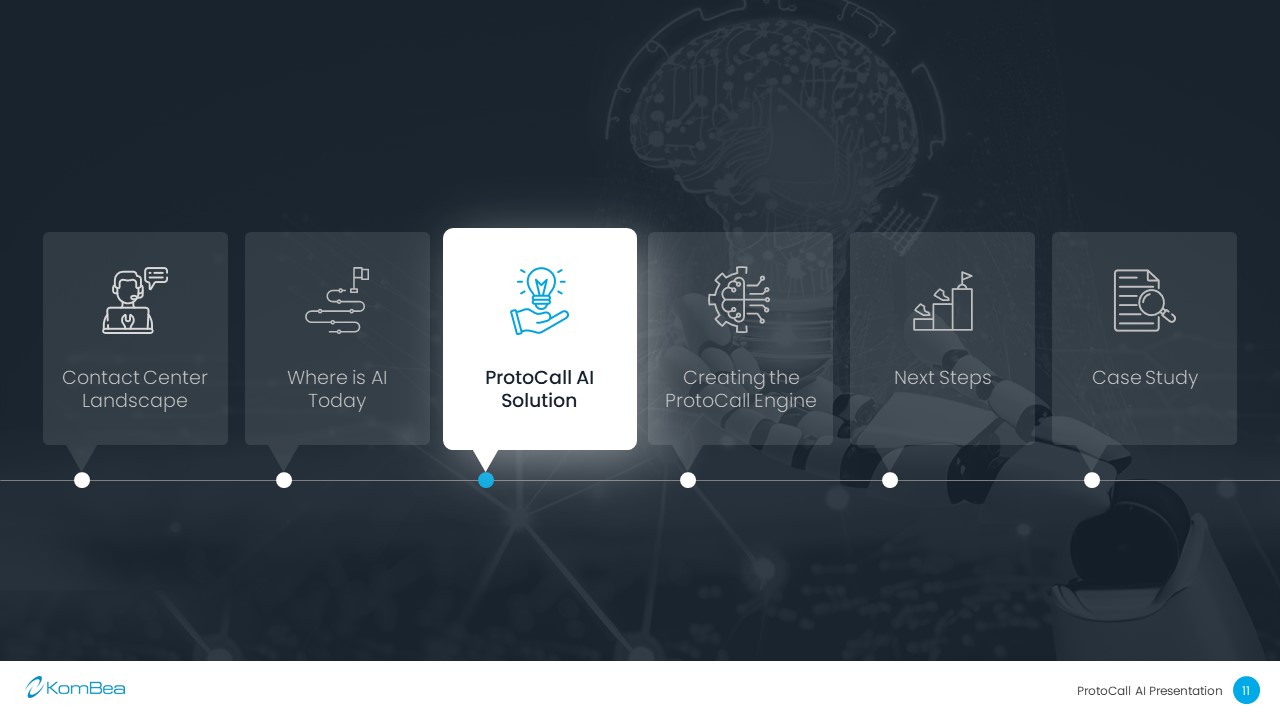 Contact Center
Landscape
Where is AI
Today
ProtoCall AI
Solution
Creating the
ProtoCall Engine
Next Steps
Case Study
KomBea
ProtoCall AI Presentation
11